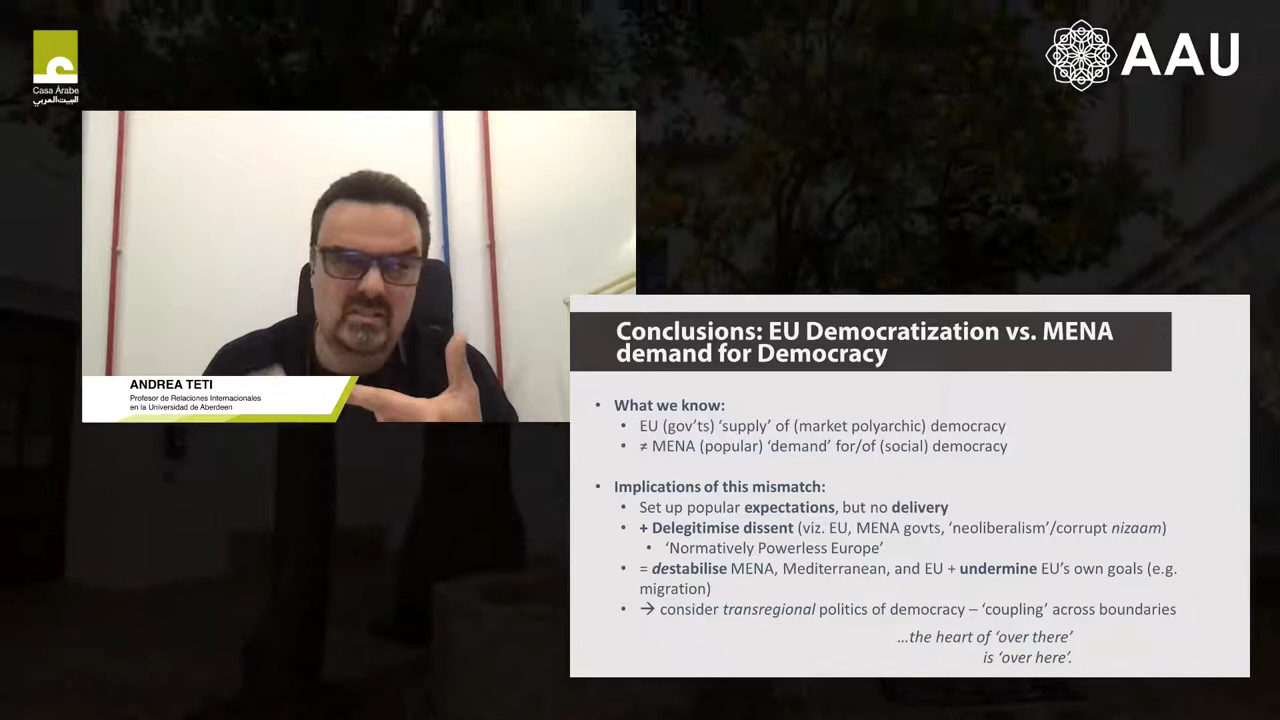 Casa Árabe
البيت العربي
AAU
ANDREA TETI
Profesor de Relaciones Internacionales
en la Universidad de Aberdeen
Conclusions: EU Democratization vs. MENA
demand for Democracy
• What we know:
• EU (gov'ts) ‘supply’ of (market polyarchic) democracy
• ≠ MENA (popular) ‘demand’ for/of (social) democracy
• Implications of this mismatch:
• Set up popular expectations, but no delivery
• + Delegitimise dissent (viz. EU, MENA govts, ‘neoliberalism’/corrupt nizaam)
• ‘Normatively Powerless Europe’
• = destabilise MENA, Mediterranean, and EU + undermine EU’s own goals (e.g.
migration)
• → consider transregional politics of democracy – ‘coupling’ across boundaries
…the heart of ‘over there’
is ‘over here’.